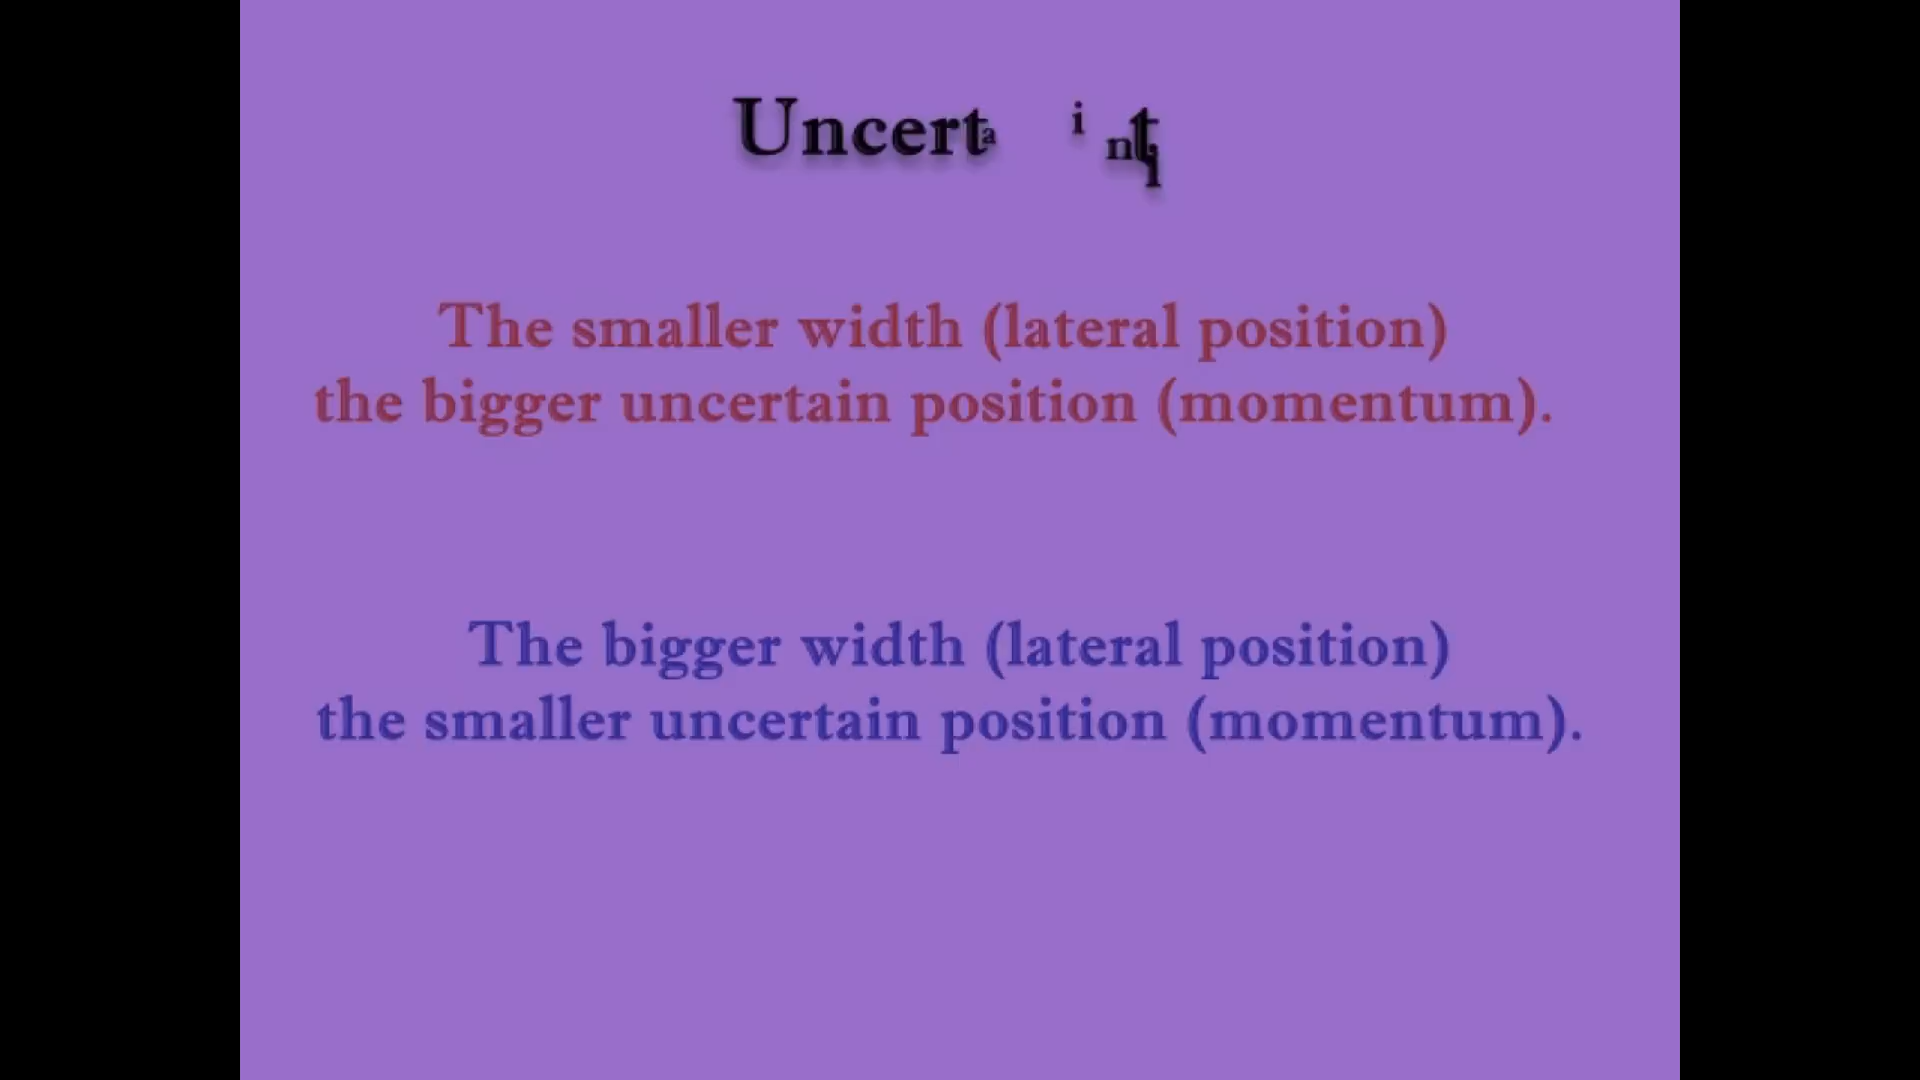 Uncertaint
The smaller width (lateral position)
the bigger uncertain position (momentum).
The bigger width (lateral position)
the smaller uncertain position (momentum).